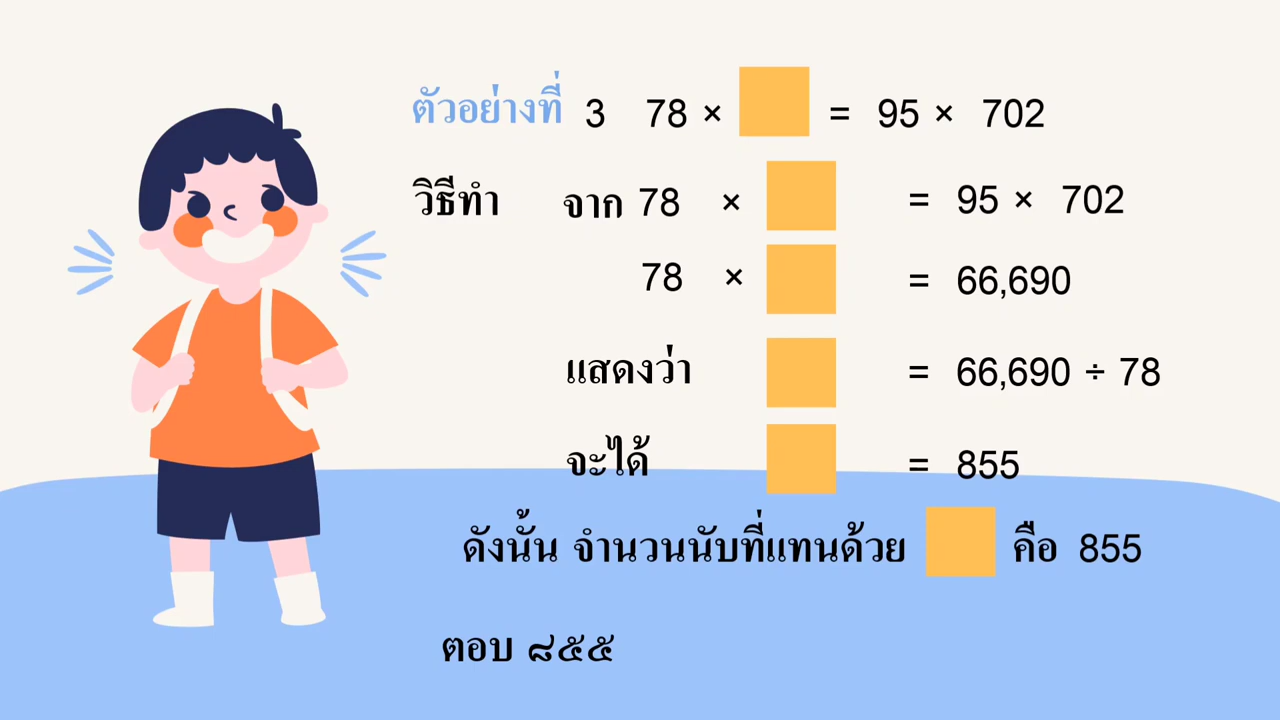 ตัวอย่างที่ 3 78 × = 95 × 702
วิธีทำ จาก 78 × = 95 × 702
78 × = 66,690
แสดงว่า = 66,690 ÷ 78
จะได้ = 855
ดังนั้น จำนวนนับที่แทนด้วย คือ 855
ตอบ ๘๕๕